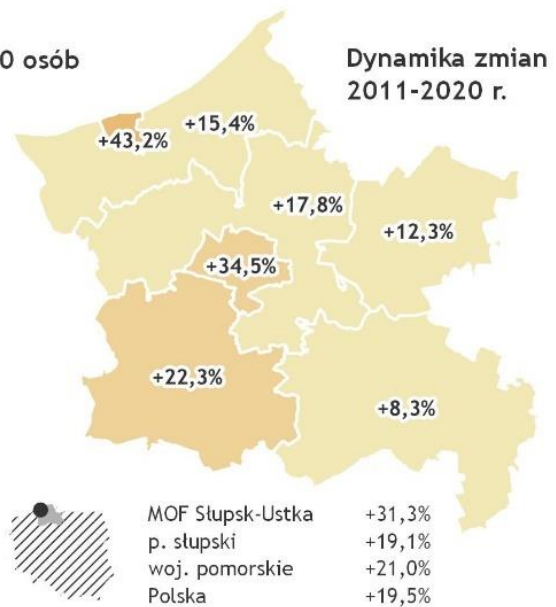 0 osób
Dynamika zmian
2011-2020 r.
+43,2%
+15,4%
+17,8%
+12,3%
+34,5%
+22,3%
+8,3%
MOF Słupsk-Ustka +31,3%
p. słupski +19,1%
woj. pomorskie +21,0%
Polska +19,5%